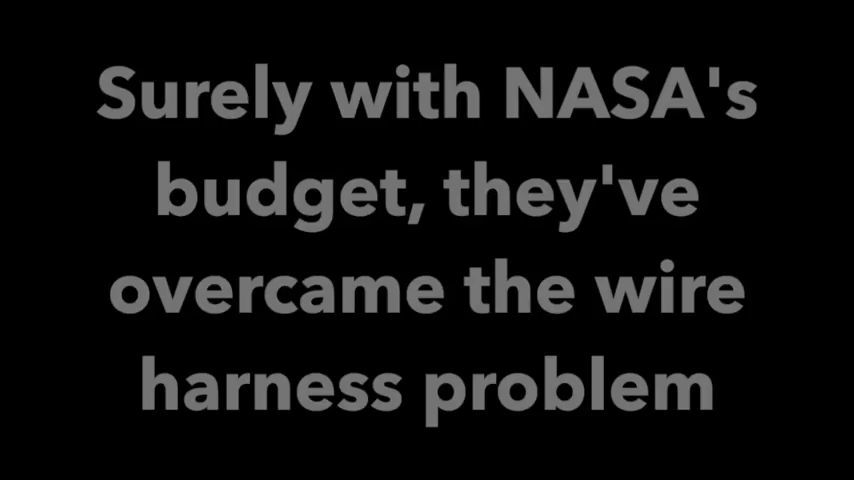 Surely with NASA's
budget, they've
overcame the wire
harness problem